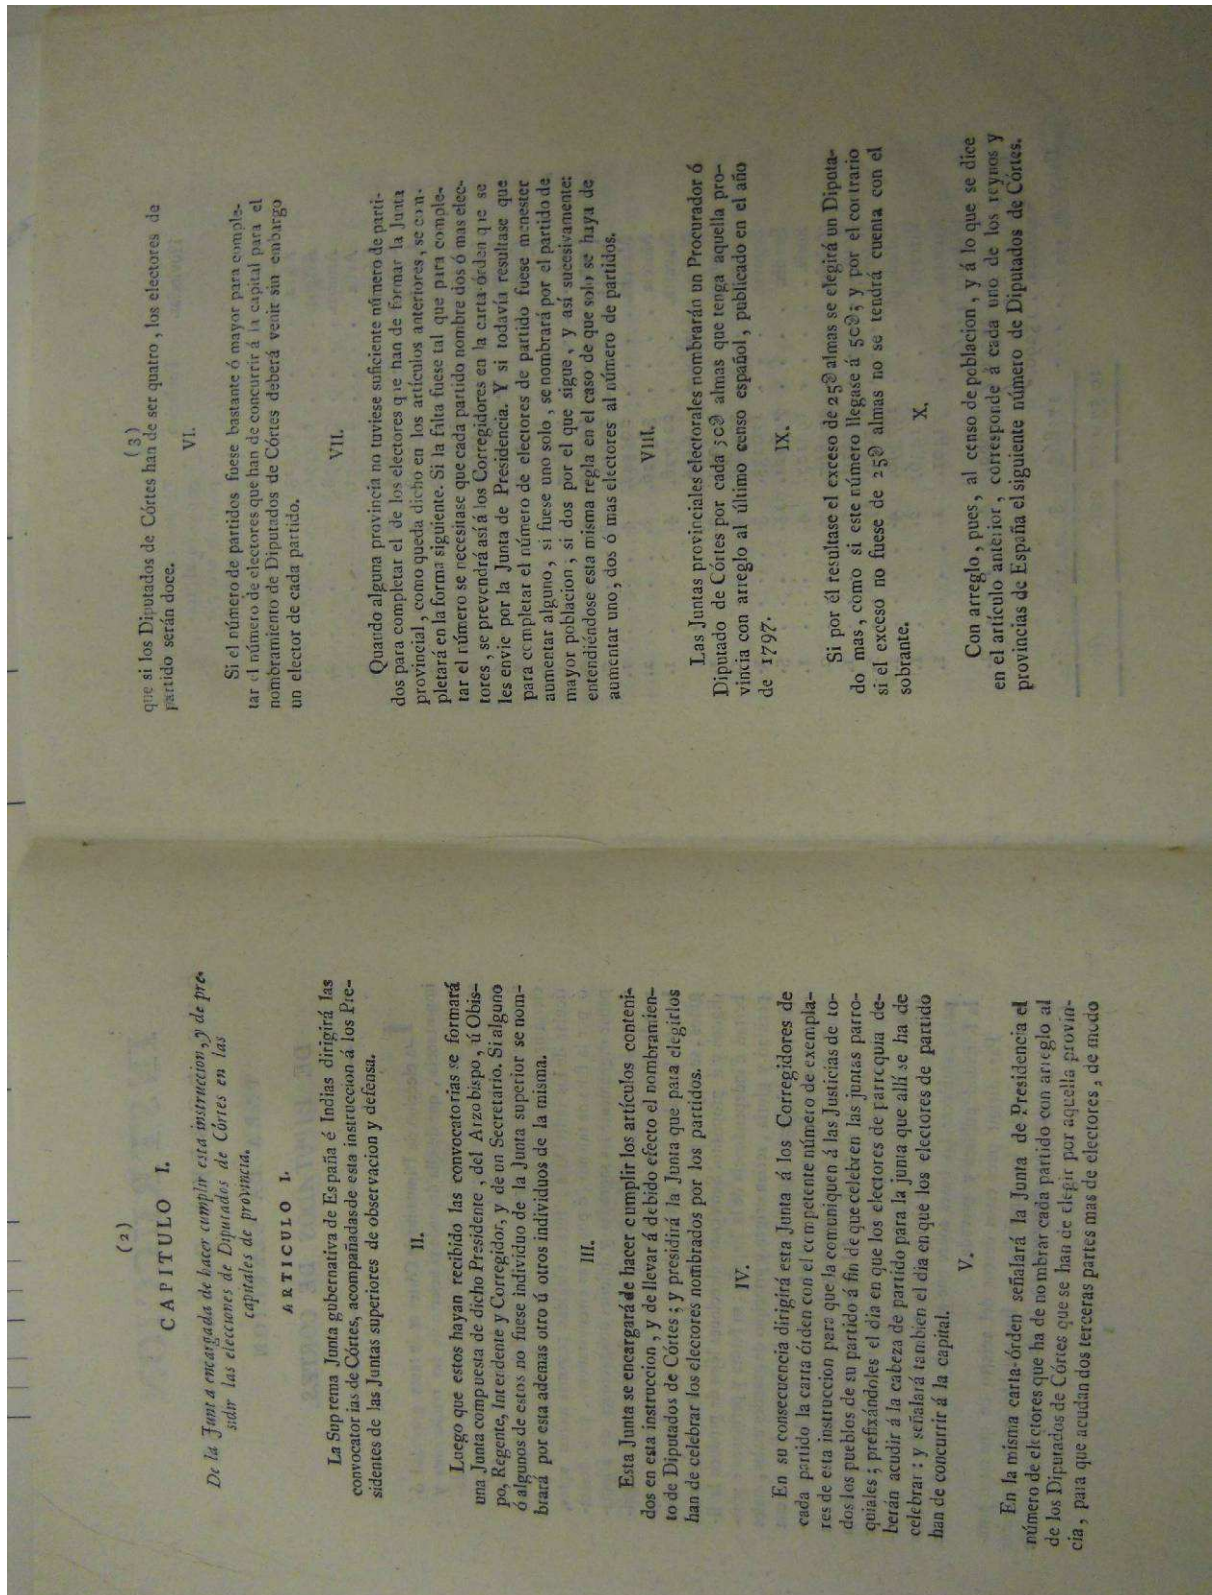 (2)
CAPITULO I.
De la Junta encargada de hacer cumplir esta instruccion, y de pre-
sidir las elecciones de Diputados de Córtes en las
capitales de provincia.
ARTICULO I.
La Suprema Junta gubernativa de España é Indias dirigirá las
convocatorias de Córtes, acompañadas de esta instruccion á los Pre-
sidentes de las Juntas superiores de observacion y defensa.
II.
Luego que estos hayan recibido las convocatorias se formará
una Junta compuesta de dicho Presidente, del Arzobispo, ú Obis-
po, Regente, Intendente y Corregidor, y de un Secretario. Si alguno
ó algunos de estos no fuese individuo de la Junta superior se nom-
brará por esta ademas otro ú otros individuos de la misma.
III.
Esta Junta se encargará de hacer cumplir los artículos conteni-
dos en esta instruccion, y de llevar á debido efecto el nombramien-
to de Diputados de Córtes; y presidirá la Junta que para elegirlos
han de celebrar los electores nombrados por los partidos.
IV.
En su consecuencia dirigirá esta Junta á los Corregidores de
cada partido la carta órden con el competente número de exempla-
res de esta instruccion para que la comuniquen á las Justicias de to-
dos los pueblos de su partido á fin de que celebren las juntas parro-
quiales; prefixándoles el dia en que los electores de parroquia de-
berán acudir á la cabeza de partido para la junta que allí se ha de
celebrar: y señalará tambien el dia en que los electores de partido
han de concurrir á la capital.
V.
En la misma carta-órden señalará la Junta de Presidencia el
número de electores que ha de nombrar cada partido con arreglo al
de los Diputados de Córtes que se han de elegir por aquella provin-
cia, para que acudan dos terceras partes mas de electores, de modo
(3)
que si los Diputados de Córtes han de ser quatro, los electores de
partido serán doce.
VI.
Si el número de partidos fuese bastante ó mayor para comple-
tar el número de electores que han de concurrir á la capital para el
nombramiento de Diputados de Córtes deberá venir sin embargo
un elector de cada partido.
VII.
Quando alguna provincia no tuviese suficiente número de parti-
dos para completar el de los electores que han de formar la Junta
provincial, como queda dicho en los artículos anteriores, se com-
pletará en la forma siguiente. Si la falta fuese tal que para comple-
tar el número se necesitase que cada partido nombre dos ó mas elec-
tores, se prevendrá así á los Corregidores en la carta-órden que se
les envie por la Junta de Presidencia. Y si todavía resultase que
para completar el número de electores de partido fuese menester
aumentar alguno, si fuese uno solo, se nombrará por el partido de
mayor poblacion, si dos por el que sigue, y así sucesivamente:
entendiéndose esta misma regla en el caso de que solo se haya de
aumentar uno, dos ó mas electores al número de partidos.
VIII.
Las Juntas provinciales electorales nombrarán un Procurador ó
Diputado de Córtes por cada 50@ almas que tenga aquella pro-
vincia con arreglo al último censo español, publicado en el año
de 1797.
IX.
Si por él resultase el exceso de 25@ almas se elegirá un Diputa-
do mas, como si este número llegase á 50@; y por el contrario
si el exceso no fuese de 25@ almas no se tendrá cuenta con el
sobrante.
X.
Con arreglo, pues, al censo de poblacion, y á lo que se dice
en el artículo anterior, corresponde á cada uno de los reynos y
provincias de España el siguiente número de Diputados de Córtes.